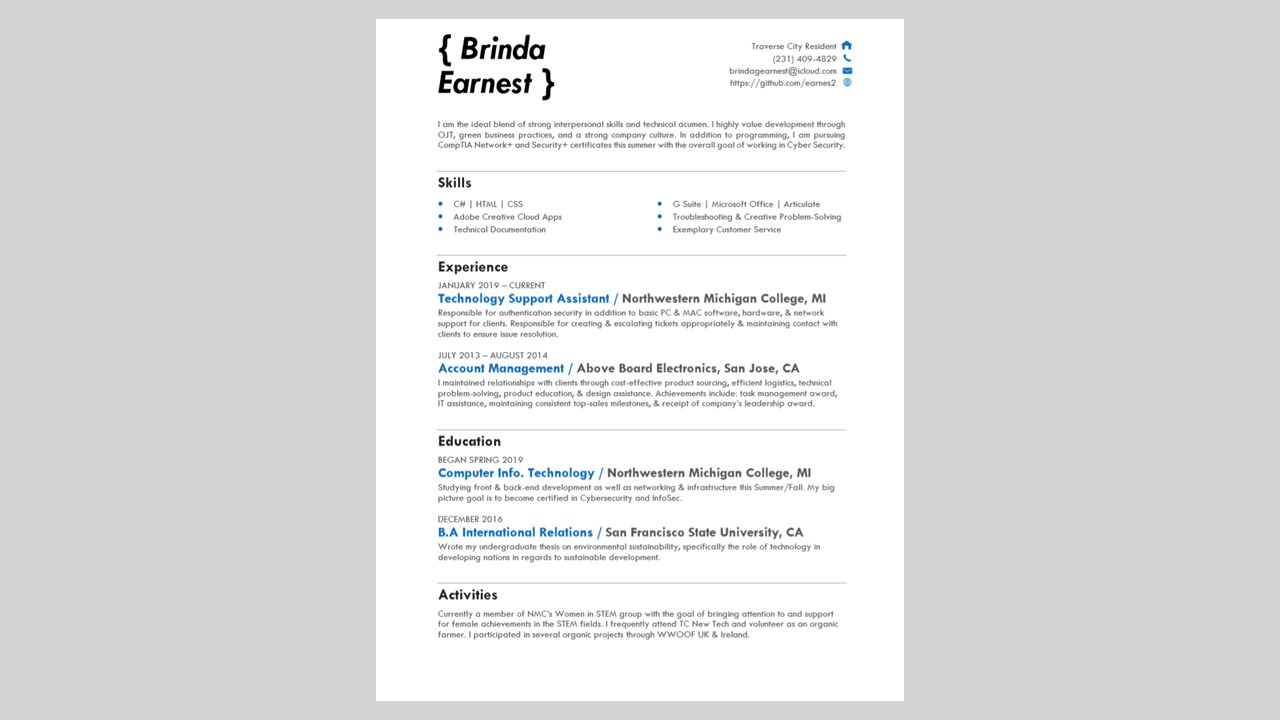 { Brinda
Earnest }
Traverse City Resident
(231) 409-4829
brindagearnest@icloud.com
https://github.com/earnes2
I am the ideal blend of strong interpersonal skills and technical acumen. I highly value development through
OJT, green business practices, and a strong company culture. In addition to programming, I am pursuing
CompTIA Network+ and Security+ certificates this summer with the overall goal of working in Cyber Security.
Skills
• C# | HTML | CSS
• Adobe Creative Cloud Apps
• Technical Documentation
• G Suite | Microsoft Office | Articulate
• Troubleshooting & Creative Problem-Solving
• Exemplary Customer Service
Experience
JANUARY 2019 – CURRENT
Technology Support Assistant / Northwestern Michigan College, MI
Responsible for authentication security in addition to basic PC & MAC software, hardware, & network
support for clients. Responsible for creating & escalating tickets appropriately & maintaining contact with
clients to ensure issue resolution.
JULY 2013 – AUGUST 2014
Account Management / Above Board Electronics, San Jose, CA
I maintained relationships with clients through cost-effective product sourcing, efficient logistics, technical
problem-solving, product education, & design assistance. Achievements include: task management award,
IT assistance, maintaining consistent top-sales milestones, & receipt of company's leadership award.
Education
BEGAN SPRING 2019
Computer Info. Technology / Northwestern Michigan College, MI
Studying front & back-end development as well as networking & infrastructure this Summer/Fall. My big
picture goal is to become certified in Cybersecurity and InfoSec.
DECEMBER 2016
B.A International Relations / San Francisco State University, CA
Wrote my undergraduate thesis on environmental sustainability, specifically the role of technology in
developing nations in regards to sustainable development.
Activities
Currently a member of NMC's Women in STEM group with the goal of bringing attention to and support
for female achievements in the STEM fields. I frequently attend TC New Tech and volunteer as an organic
farmer. I participated in several organic projects through WWOOF UK & Ireland.